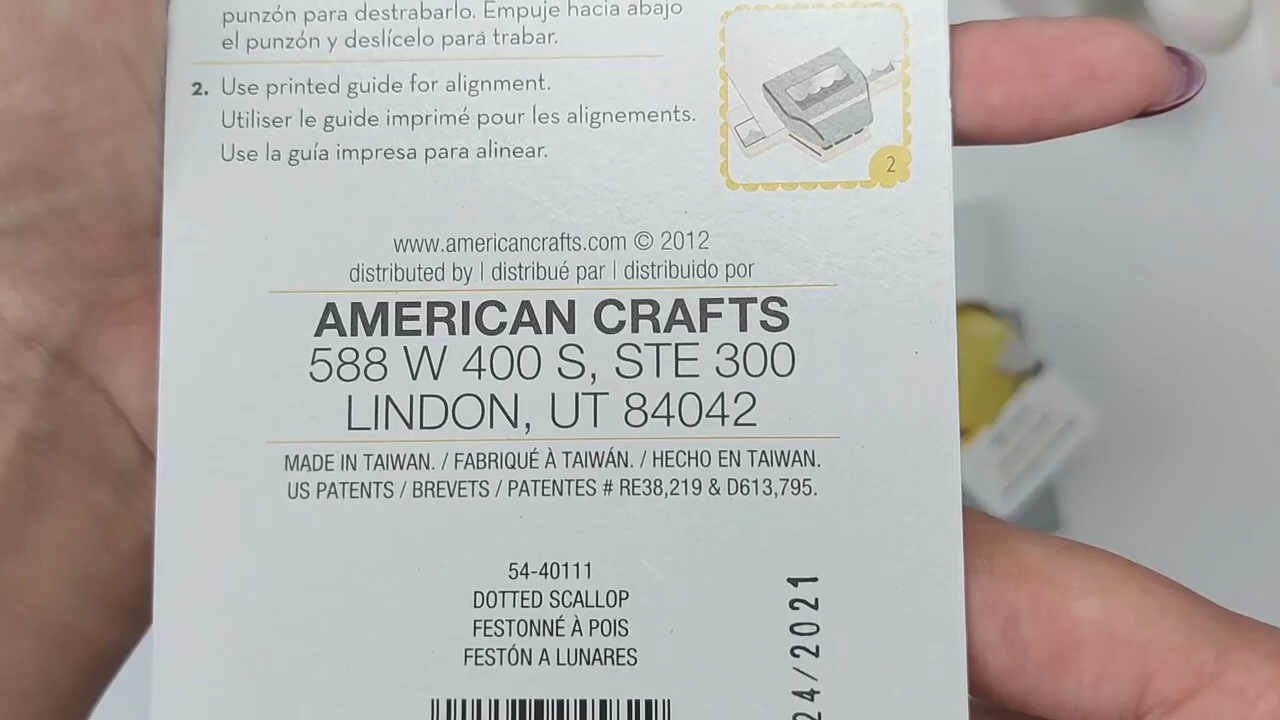 punzón para destrabarlo. Empuje hacia abajo
el punzón y deslícelo para trabar.
2. Use printed guide for alignment.
Utiliser le guide imprimé pour les alignements.
Use la guía impresa para alinear.
2
www.americancrafts.com © 2012
distributed by | distribué par | distribuido por
AMERICAN CRAFTS
588 W 400 S, STE 300
LINDON, UT 84042
MADE IN TAIWAN. / FABRIQUÉ À TAIWÁN. / HECHO EN TAIWAN.
US PATENTS / BREVETS / PATENTES # RE38,219 & D613,795.
54-40111
DOTTED SCALLOP
FESTONNÉ À POIS
FESTÓN A LUNARES
24/2021